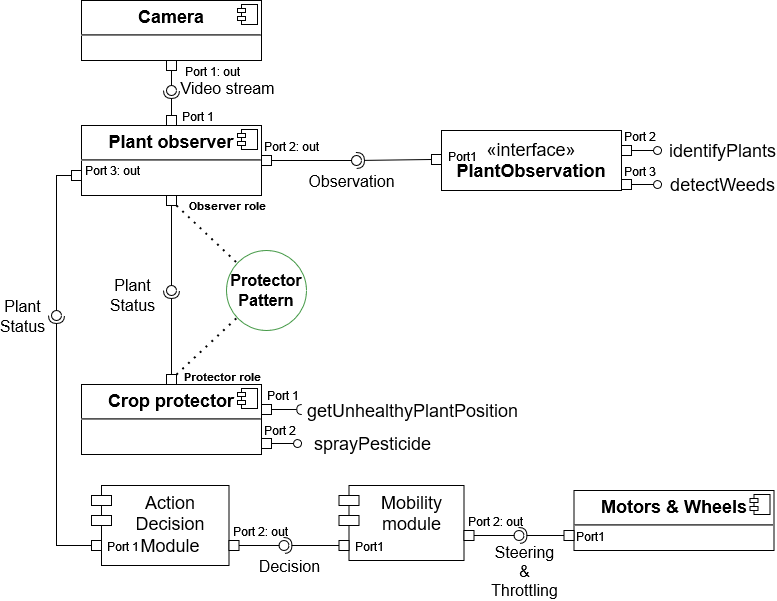 Camera
Port 1: out
Video stream
Port 1
Plant observer
Port 2: out
Port 3: out
Observation
Port1
«interface»
PlantObservation
Port 2
identifyPlants
Port 3
detectWeeds
Observer role
Plant
Status
Plant
Status
Protector
Pattern
Protector role
Crop protector
Port 1
getUnhealthyPlantPosition
Port 2
sprayPesticide
Action
Decision
Module
Port 1
Port 2: out
Decision
Mobility
module
Port1
Port 2: out
Steering
&
Throttling
Motors & Wheels
Port1